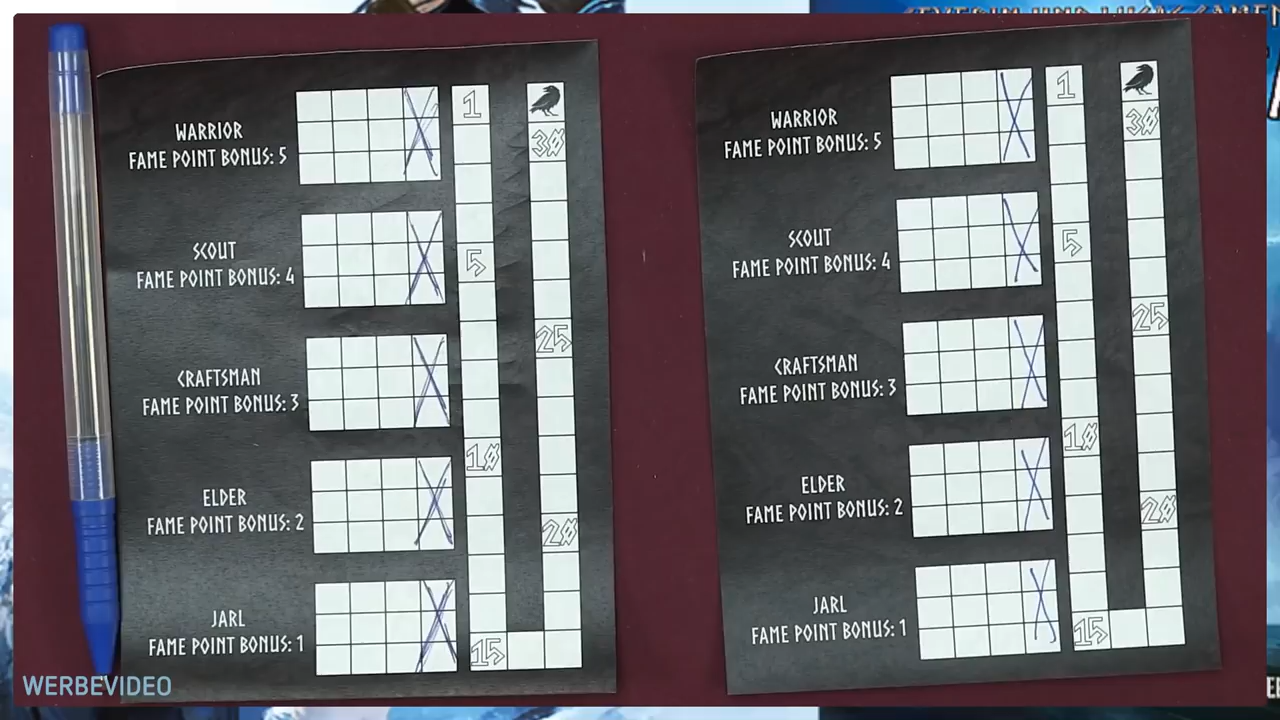 WARRIOR
FAME POINT BONUS: 5
SCOUT
FAME POINT BONUS: 4
CRAFTSMAN
FAME POINT BONUS: 3
ELDER
FAME POINT BONUS: 2
JARL
FAME POINT BONUS: 1
1
5
10
15
20
25
30
WARRIOR
FAME POINT BONUS: 5
SCOUT
FAME POINT BONUS: 4
CRAFTSMAN
FAME POINT BONUS: 3
ELDER
FAME POINT BONUS: 2
JARL
FAME POINT BONUS: 1
1
5
10
15
20
25
30
WERBEVIDEO